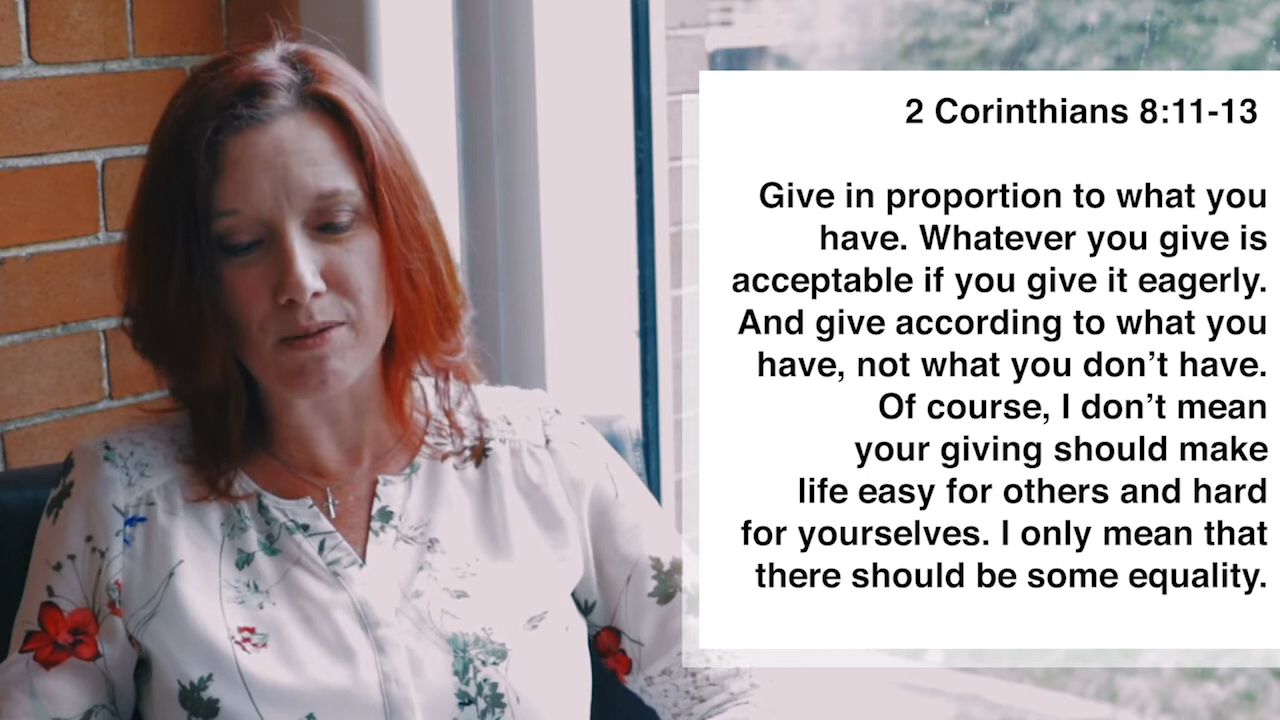 2 Corinthians 8:11-13
Give in proportion to what you
have. Whatever you give is
acceptable if you give it eagerly.
And give according to what you
have, not what you don’t have.
Of course, I don’t mean
your giving should make
life easy for others and hard
for yourselves. I only mean that
there should be some equality.